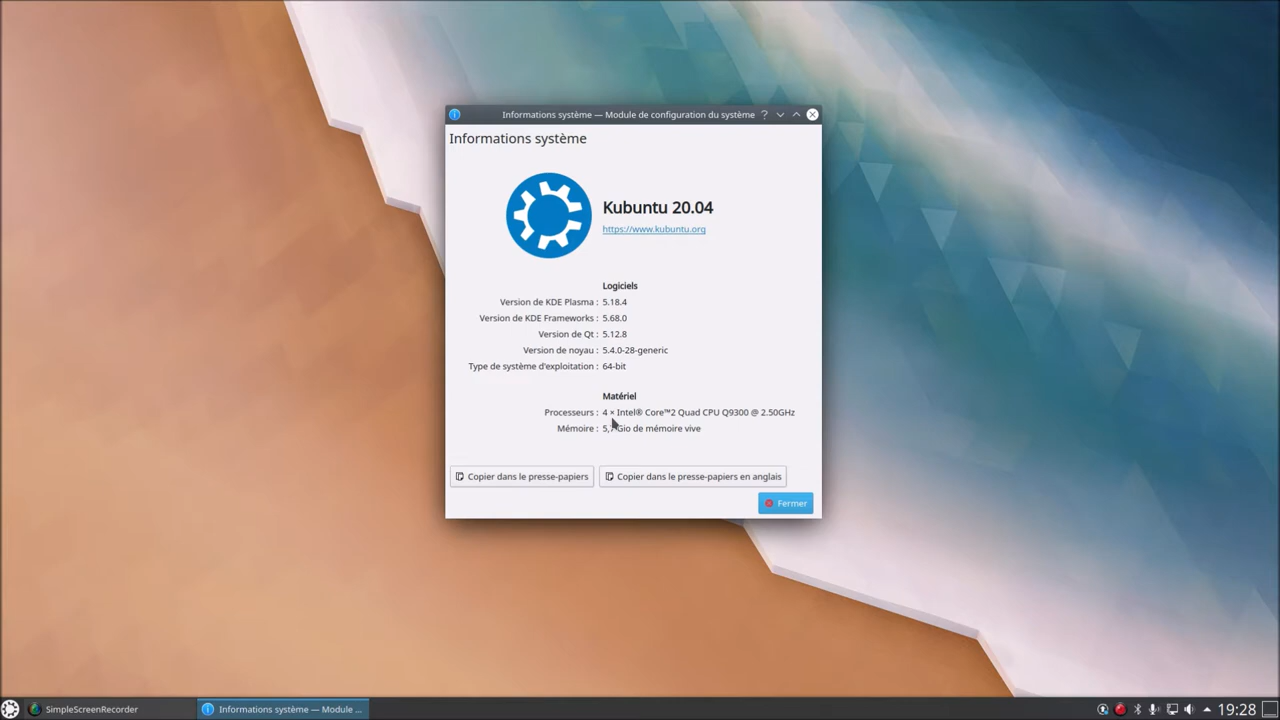 Informations système — Module de configuration du système
Informations système
Kubuntu 20.04
https://www.kubuntu.org
Logiciels
Version de KDE Plasma : 5.18.4
Version de KDE Frameworks : 5.68.0
Version de Qt : 5.12.8
Version de noyau : 5.4.0-28-generic
Type de système d'exploitation : 64-bit
Matériel
Processeurs : 4 × Intel® Core™2 Quad CPU Q9300 @ 2.50GHz
Mémoire : Gio de mémoire vive
Copier dans le presse-papiers
Copier dans le presse-papiers en anglais
Fermer
SimpleScreenRecorder
Informations système — Module ...
19:28